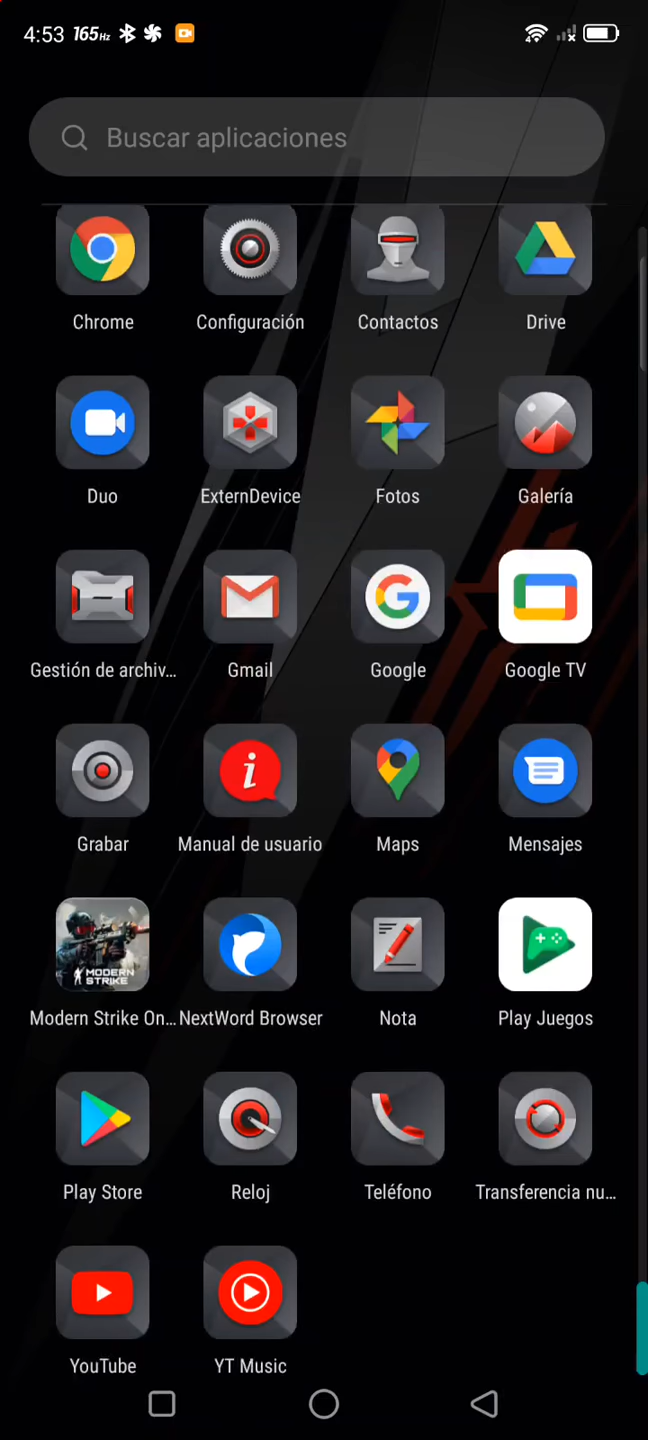 4:53 165Hz
Buscar aplicaciones
Chrome
Configuración
Contactos
Drive
Duo
ExternDevice
Fotos
Galería
Gestión de archiv...
Gmail
Google
Google TV
Grabar
Manual de usuario
Maps
Mensajes
MODERN
STRIKE
Modern Strike On...
NextWord Browser
Nota
Play Juegos
Play Store
Reloj
Teléfono
Transferencia nu...
YouTube
YT Music